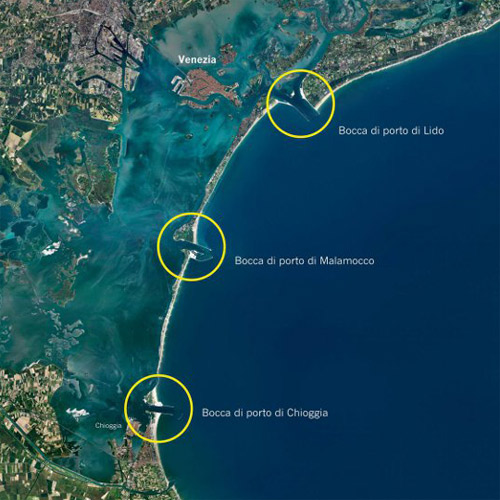 Venezia
Bocca di porto di Lido
Bocca di porto di Malamocco
Bocca di porto di Chioggia
Chioggia